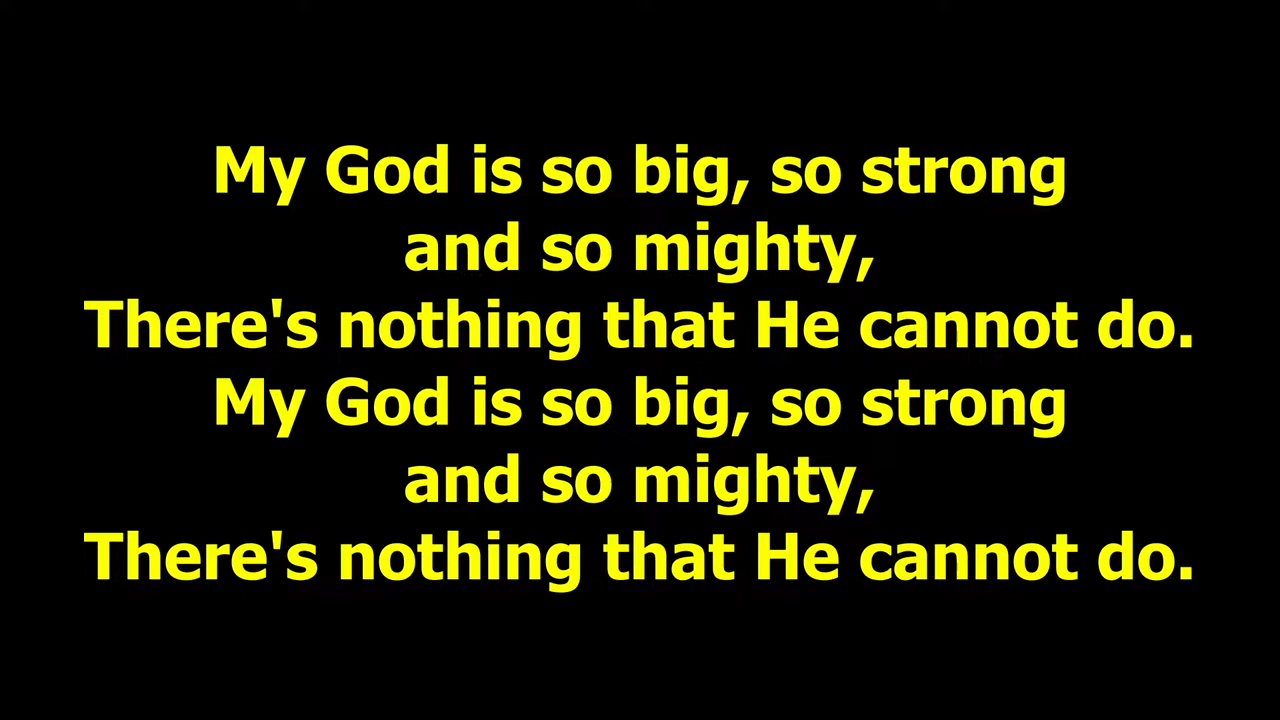 My God is so big, so strong
and so mighty,
There's nothing that He cannot do.
My God is so big, so strong
and so mighty,
There's nothing that He cannot do.